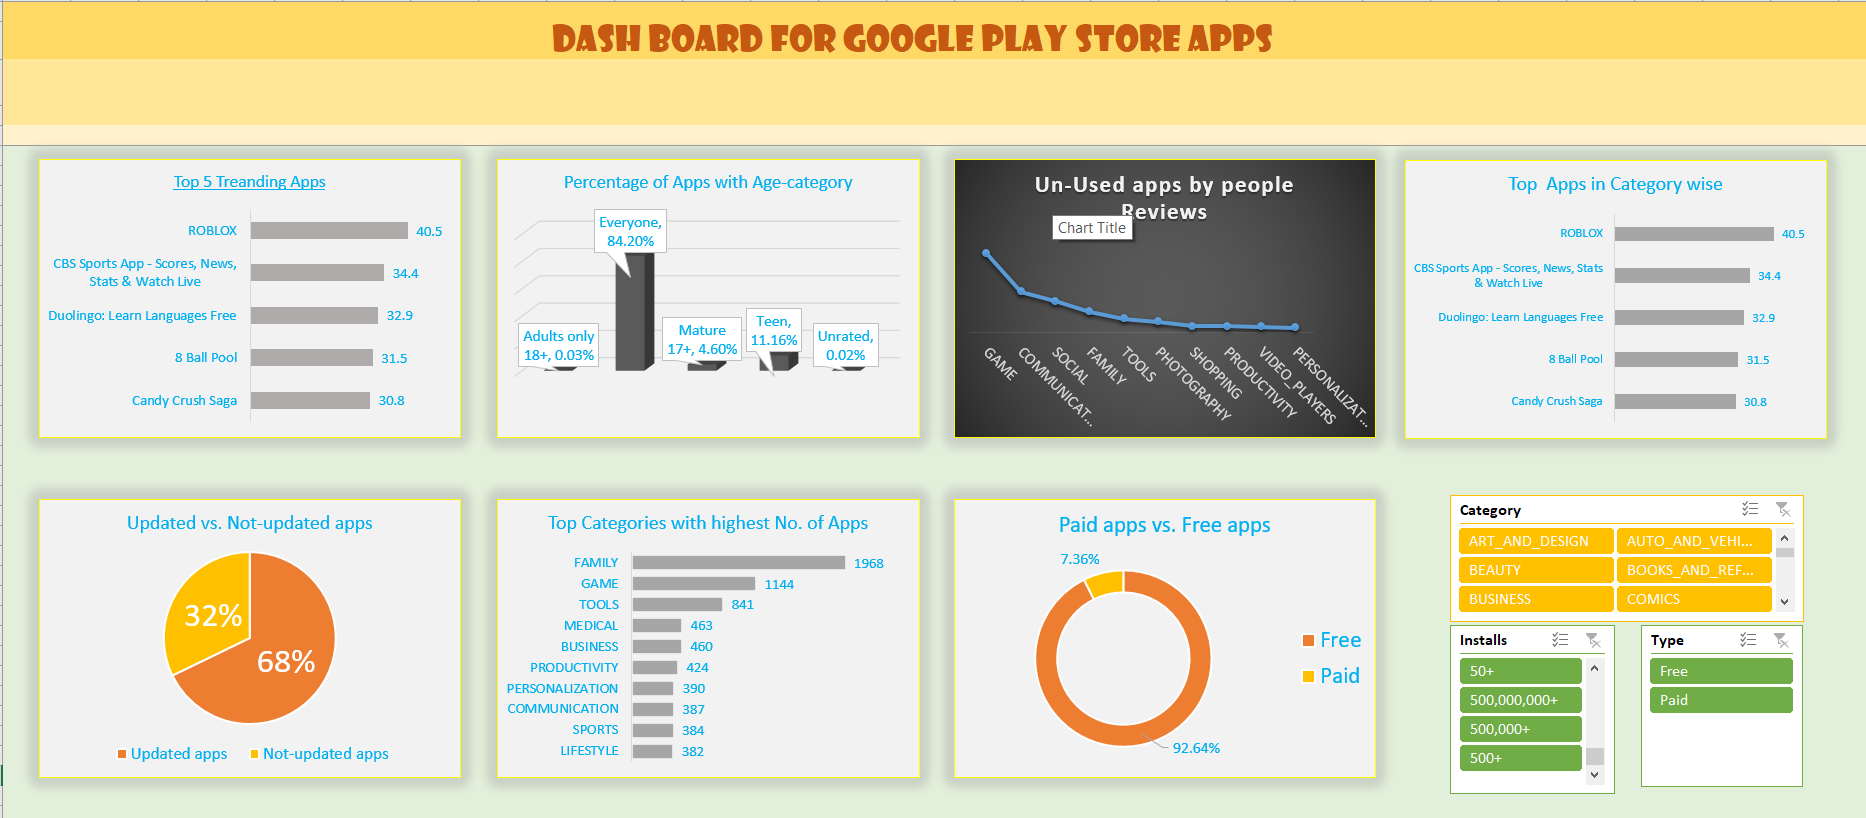 DASH BOARD FOR GOOGLE PLAY STORE APPS
Top 5 Treanding Apps
ROBLOX
40.5
CBS Sports App - Scores, News,
Stats & Watch Live
34.4
Duolingo: Learn Languages Free
32.9
8 Ball Pool
31.5
Candy Crush Saga
30.8
Percentage of Apps with Age-category
Everyone,
84.20%
Adults only
18+, 0.03%
Mature
17+, 4.60%
Teen,
11.16%
Unrated,
0.02%
Un-Used apps by people
Reviews
Chart Title
GAME
COMMUNICAT...
SOCIAL
FAMILY
TOOLS
PHOTOGRAPHY
SHOPPING
PRODUCTIVITY
VIDEO_PLAYERS
PERSONALIZAT...
Top  Apps in Category wise
ROBLOX
40.5
CBS Sports App - Scores, News, Stats
& Watch Live
34.4
Duolingo: Learn Languages Free
32.9
8 Ball Pool
31.5
Candy Crush Saga
30.8
Updated vs. Not-updated apps
32%
68%
Updated apps
Not-updated apps
Top Categories with highest No. of Apps
FAMILY
1968
GAME
1144
TOOLS
841
MEDICAL
463
BUSINESS
460
PRODUCTIVITY
424
PERSONALIZATION
390
COMMUNICATION
387
SPORTS
384
LIFESTYLE
382
Paid apps vs. Free apps
7.36%
92.64%
Free
Paid
Category
ART_AND_DESIGN
AUTO_AND_VEHI...
BEAUTY
BOOKS_AND_REF...
BUSINESS
COMICS
Installs
50+
500,000,000+
500,000+
500+
Type
Free
Paid